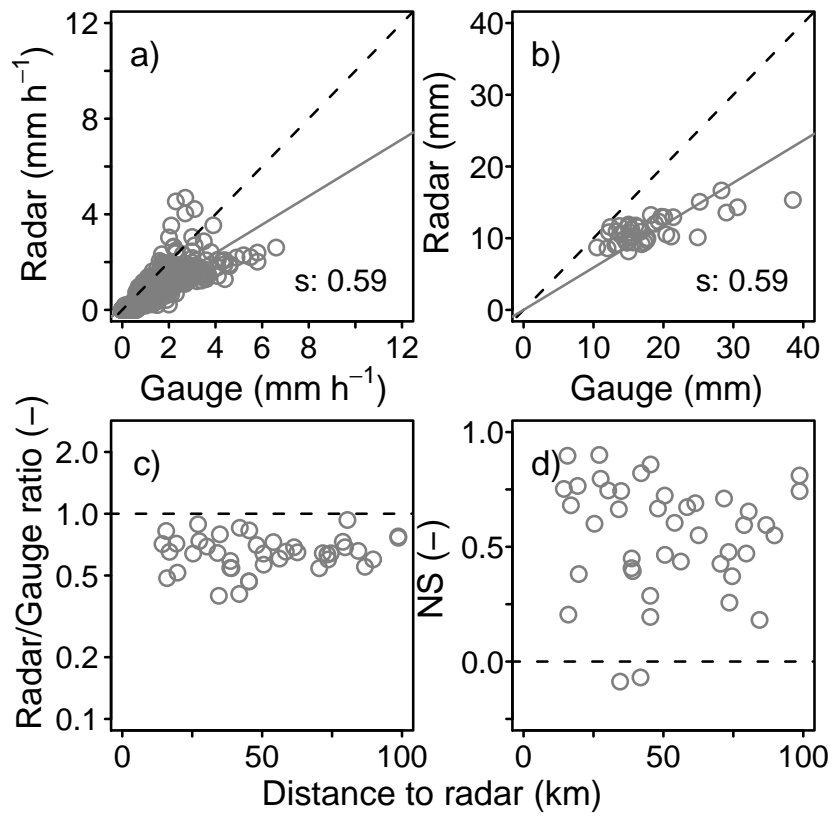 a)
12
8
4
0
Radar (mm h⁻¹)
s: 0.59
0 2 4 6 8 12
Gauge (mm h⁻¹)
b)
40
30
20
10
0
Radar (mm)
s: 0.59
0 10 20 30 40
Gauge (mm)
c)
2.0
1.0
0.5
0.2
0.1
Radar/Gauge ratio (−)
0 50 100
d)
1.0
0.5
0.0
NS (−)
0 50 100
Distance to radar (km)